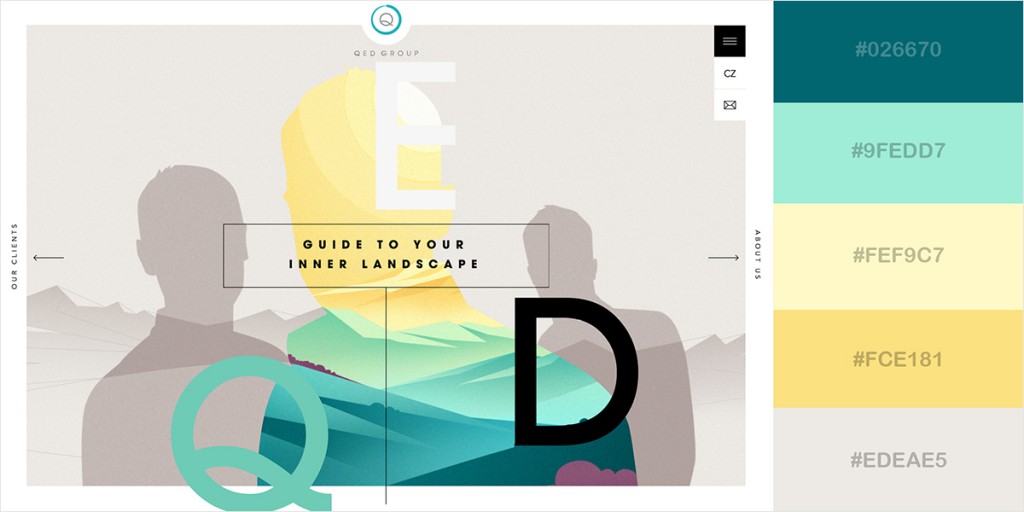 Q
QED GROUP
CZ
E
GUIDE TO YOUR
INNER LANDSCAPE
OUR CLIENTS
ABOUT US
Q
D
#026670
#9FEDD7
#FEF9C7
#FCE181
#EDEAE5